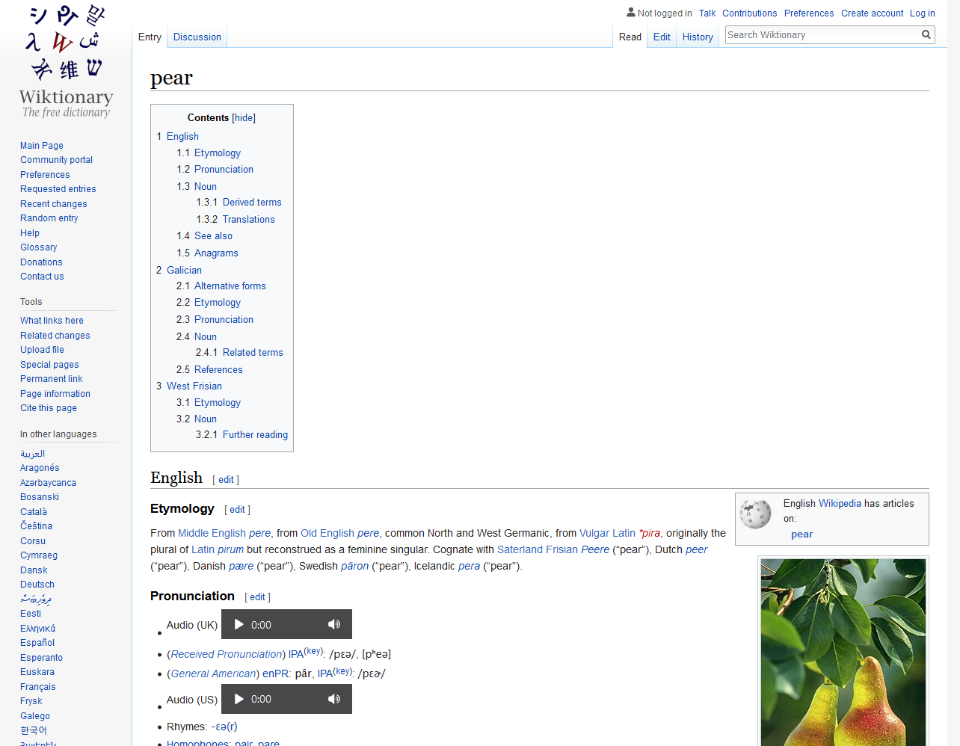 シ Pт 말
λ W ش
维 ש
Wiktionary
The free dictionary
Not logged in Talk Contributions Preferences Create account Log in
Entry Discussion
Read Edit History Search Wiktionary
pear
Contents [hide]
1 English
1.1 Etymology
1.2 Pronunciation
1.3 Noun
1.3.1 Derived terms
1.3.2 Translations
1.4 See also
1.5 Anagrams
2 Galician
2.1 Alternative forms
2.2 Etymology
2.3 Pronunciation
2.4 Noun
2.4.1 Related terms
2.5 References
3 West Frisian
3.1 Etymology
3.2 Noun
3.2.1 Further reading
Main Page
Community portal
Preferences
Requested entries
Recent changes
Random entry
Help
Glossary
Donations
Contact us
Tools
What links here
Related changes
Upload file
Special pages
Permanent link
Page information
Cite this page
In other languages
العربية
Aragonés
Azərbaycanca
Bosanski
Català
Čeština
Corsu
Cymraeg
Dansk
Deutsch
ދިވެހިބަސް
Eesti
Ελληνικά
Español
Esperanto
Euskara
Français
Frysk
Galego
한국어
Հայերեն
English [ edit ]
Etymology [ edit ]
From Middle English pere, from Old English pere, common North and West Germanic, from Vulgar Latin *pira, originally the
plural of Latin pirum but reconstrued as a feminine singular. Cognate with Saterland Frisian Peere (“pear”), Dutch peer
(“pear”), Danish pære (“pear”), Swedish päron (“pear”), Icelandic pera (“pear”).
English Wikipedia has articles
on:
pear
Pronunciation [ edit ]
• Audio (UK) 0:00
• (Received Pronunciation) IPA(key): /pɛə/, [pʰeə]
• (General American) enPR: pâr, IPA(key): /pɛɚ/
• Audio (US) 0:00
• Rhymes: -ɛə(r)
• Homophones: pair, pare